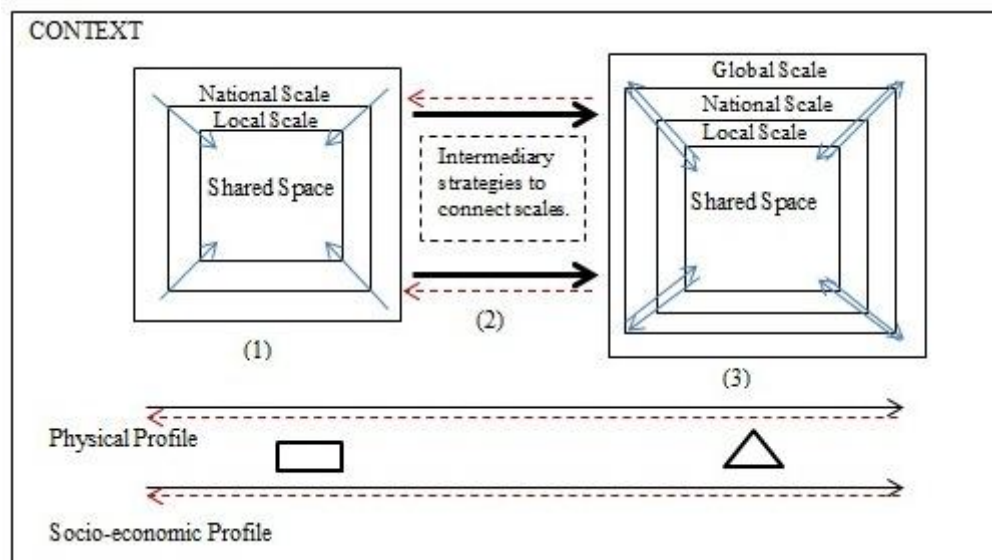 CONTEXT
National Scale
Local Scale
Shared Space
(1)
Intermediary
strategies to
connect scales.
(2)
Global Scale
National Scale
Local Scale
Shared Space
(3)
Physical Profile
Socio-economic Profile